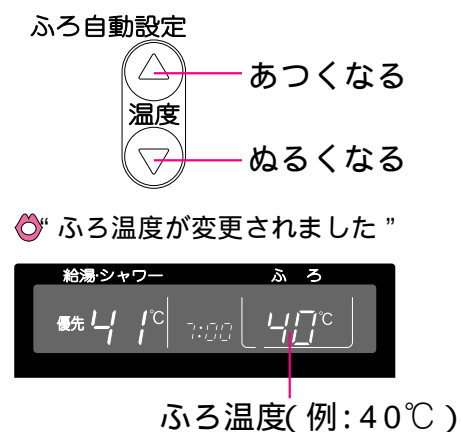 ふろ自動設定
あつくなる
温度
ぬるくなる
“ ふろ温度が変更されました ”
給湯・シャワー ふ ろ
優先 41℃ 7:00 40℃
ふろ温度( 例 : 40℃ )